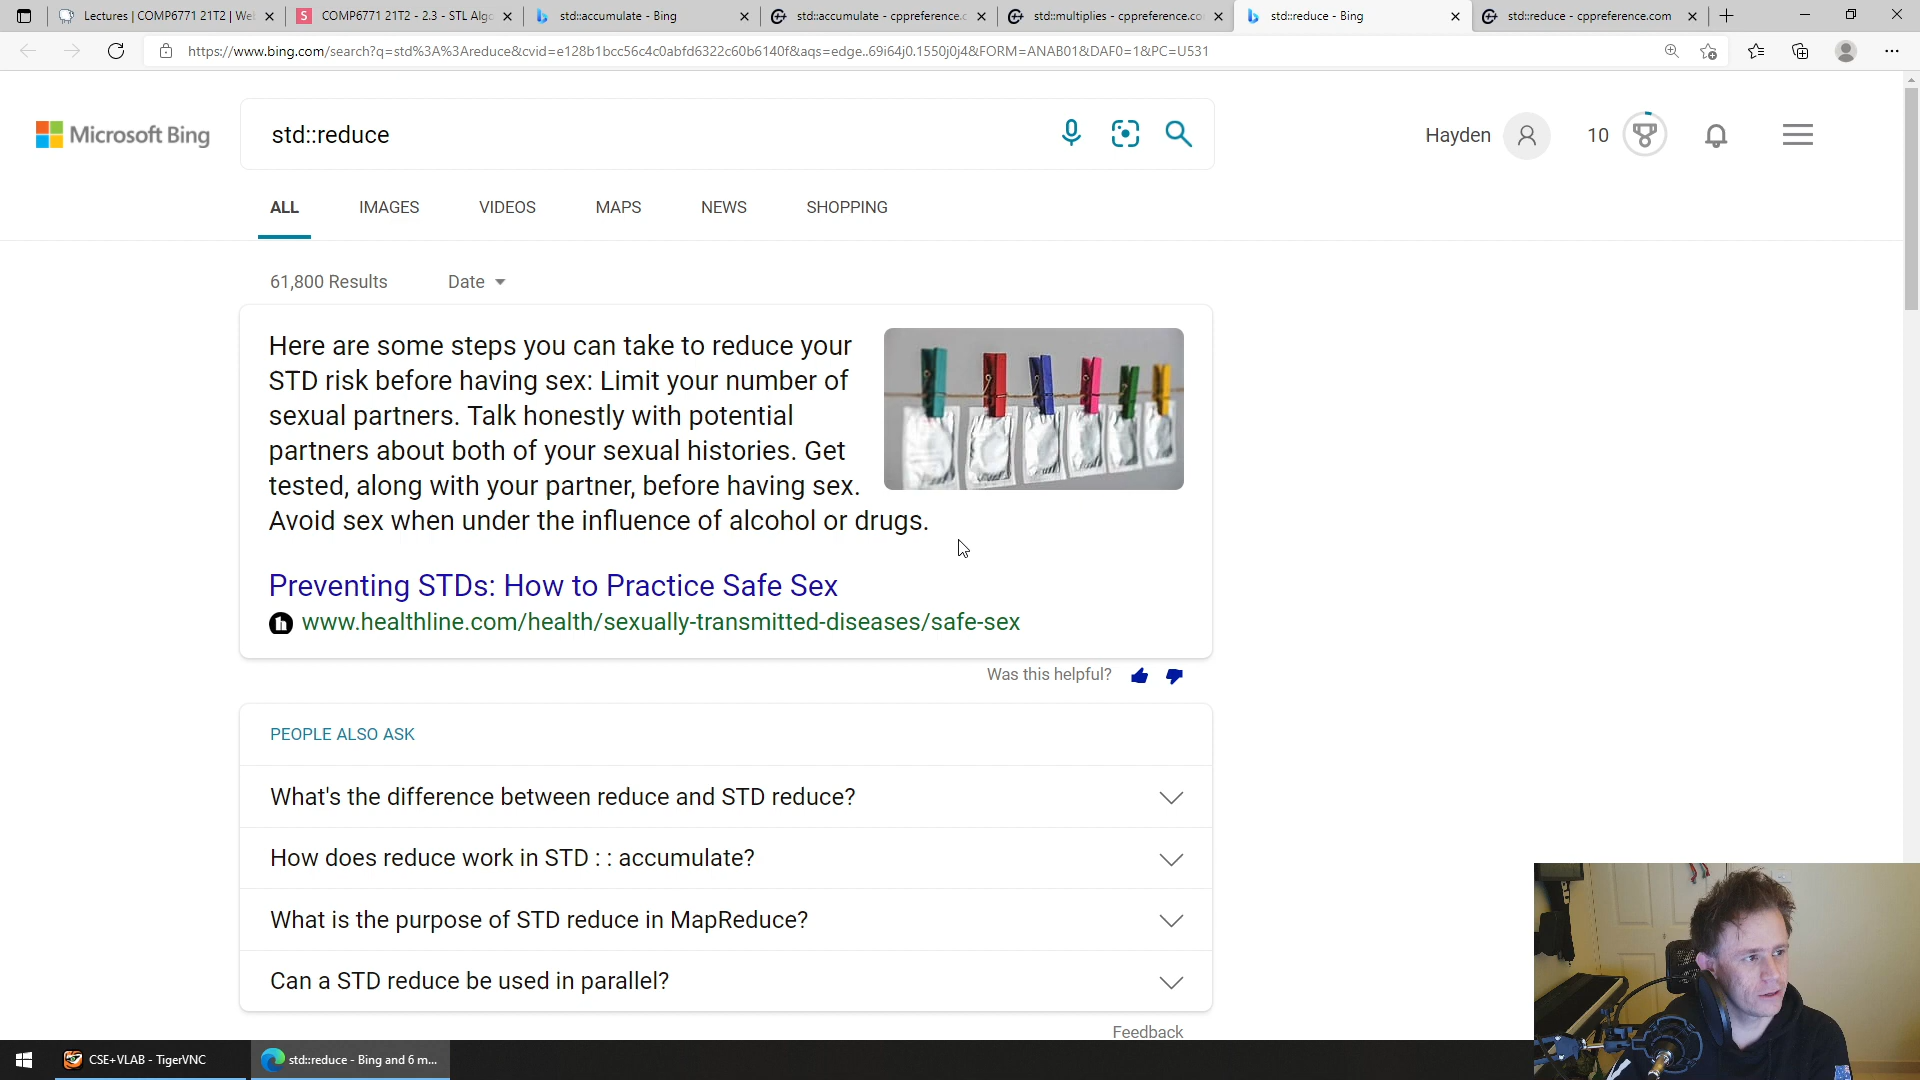 Lectures | COMP6771 21T2 | We
COMP6771 21T2 - 2.3 - STL Algo
std::accumulate - Bing
std::accumulate - cppreference.c
std::multiplies - cppreference.co
std::reduce - Bing
std::reduce - cppreference.com
https://www.bing.com/search?q=std%3A%3Areduce&cvid=e128b1bcc56c4c0abfd6322c60b6140f&aqs=edge..69i64j0.1550j0j4&FORM=ANAB01&DAF0=1&PC=U531
Microsoft Bing
std::reduce
Hayden
10
ALL
IMAGES
VIDEOS
MAPS
NEWS
SHOPPING
61,800 Results
Date
Here are some steps you can take to reduce your
STD risk before having sex: Limit your number of
sexual partners. Talk honestly with potential
partners about both of your sexual histories. Get
tested, along with your partner, before having sex.
Avoid sex when under the influence of alcohol or drugs.
Preventing STDs: How to Practice Safe Sex
www.healthline.com/health/sexually-transmitted-diseases/safe-sex
Was this helpful?
PEOPLE ALSO ASK
What's the difference between reduce and STD reduce?
How does reduce work in STD : : accumulate?
What is the purpose of STD reduce in MapReduce?
Can a STD reduce be used in parallel?
Feedback
CSE+VLAB - TigerVNC
std::reduce - Bing and 6 m...